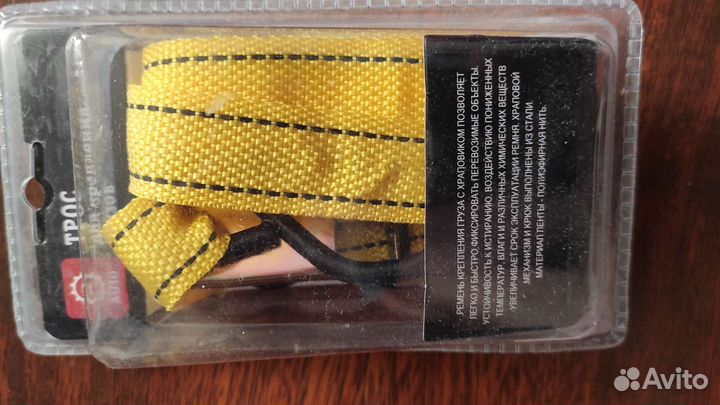 ТРОС
РЕМЕНЬ КРЕПЛЕНИЯ ГРУЗА С ХРАПОВИКОМ ПОЗВОЛЯЕТ
ЛЕГКО И БЫСТРО ФИКСИРОВАТЬ ПЕРЕВОЗИМЫЕ ОБЪЕКТЫ.
УСТОЙЧИВОСТЬ К ИСТИРАНИЮ, ВОЗДЕЙСТВИЮ ПОНИЖЕННЫХ
ТЕМПЕРАТУР, ВЛАГИ И РАЗЛИЧНЫХ ХИМИЧЕСКИХ ВЕЩЕСТВ
УВЕЛИЧИВАЕТ СРОК ЭКСПЛУАТАЦИИ РЕМНЯ. ХРАПОВОЙ
МЕХАНИЗМ И КРЮК ВЫПОЛНЕНЫ ИЗ СТАЛИ.
МАТЕРИАЛ ЛЕНТЫ - ПОЛИЭФИРНАЯ НИТЬ.
Avito